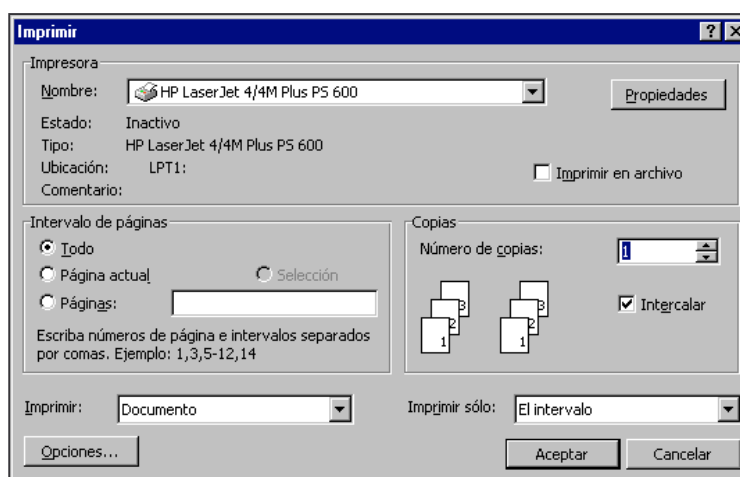 Imprimir
Impresora
Nombre: HP LaserJet 4/4M Plus PS 600 Propiedades
Estado: Inactivo
Tipo: HP LaserJet 4/4M Plus PS 600
Ubicación: LPT1:
Imprimir en archivo
Comentario:
Intervalo de páginas
Todo
Página actual Selección
Páginas:
Escriba números de página e intervalos separados
por comas. Ejemplo: 1,3,5-12,14
Copias
Número de copias: 1
3 3
2 2
1 1
Intercalar
Imprimir: Documento
Imprimir sólo: El intervalo
Opciones... Aceptar Cancelar